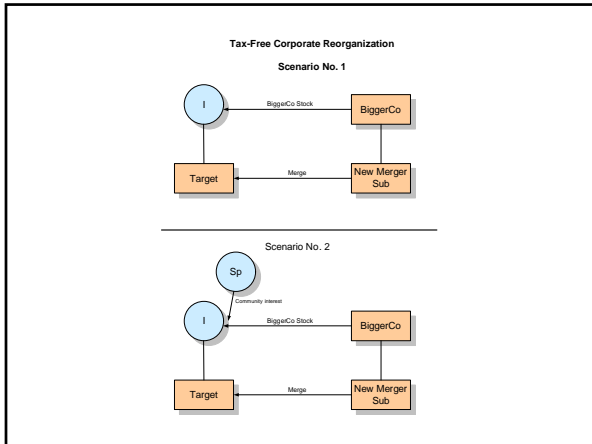 Tax-Free Corporate Reorganization
Scenario No. 1
I
BiggerCo Stock
BiggerCo
Target
Merge
New Merger
Sub
Scenario No. 2
Sp
Community interest
I
BiggerCo Stock
BiggerCo
Target
Merge
New Merger
Sub